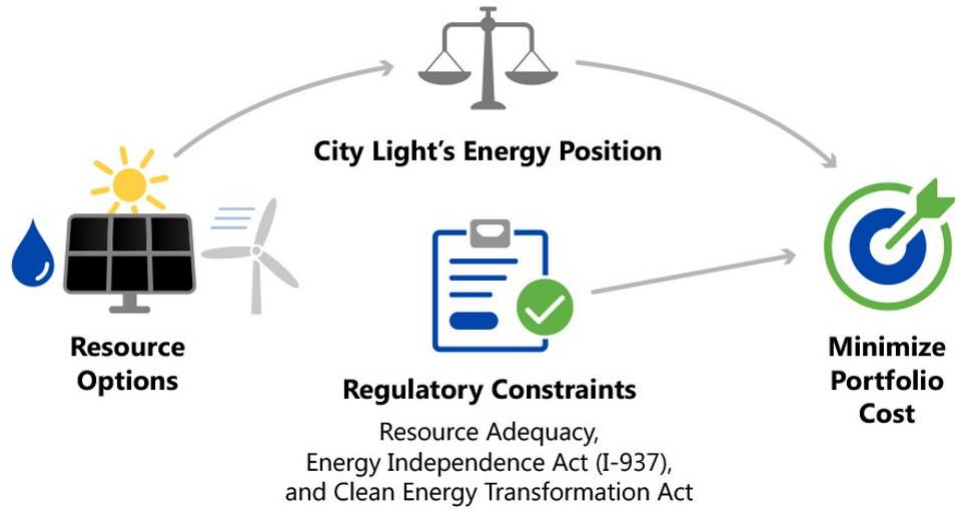 City Light's Energy Position
Resource
Options
Regulatory Constraints
Resource Adequacy,
Energy Independence Act (I-937),
and Clean Energy Transformation Act
Minimize
Portfolio
Cost